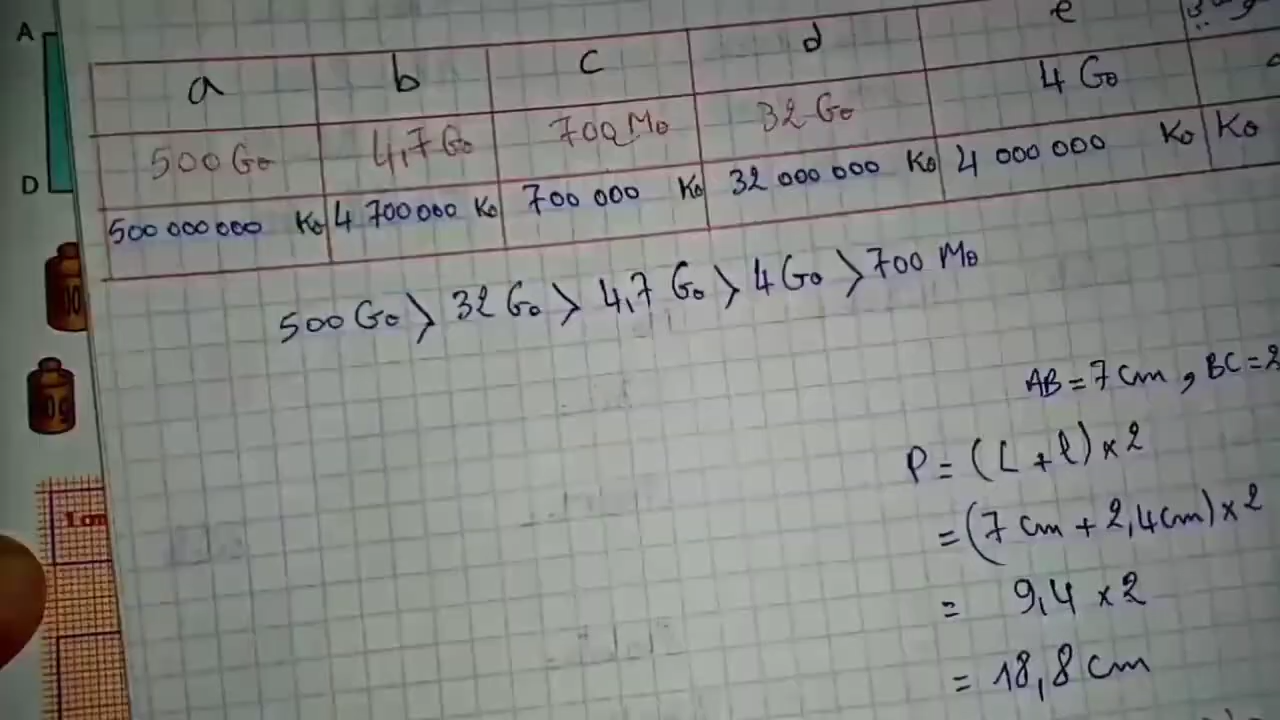 A
D
a b c d e
500 Go 4,7 Go 700 Mo 32 Go 4 Go
500 000 000 Ko 4 700 000 Ko 700 000 Ko 32 000 000 Ko 4 000 000 Ko Ko
500 Go > 32 Go > 4,7 Go > 4 Go > 700 Mo
AB = 7 cm , BC = 2
P = (L + l) × 2
= (7 cm + 2,4 cm) × 2
= 9,4 × 2
= 18,8 cm
1 cm